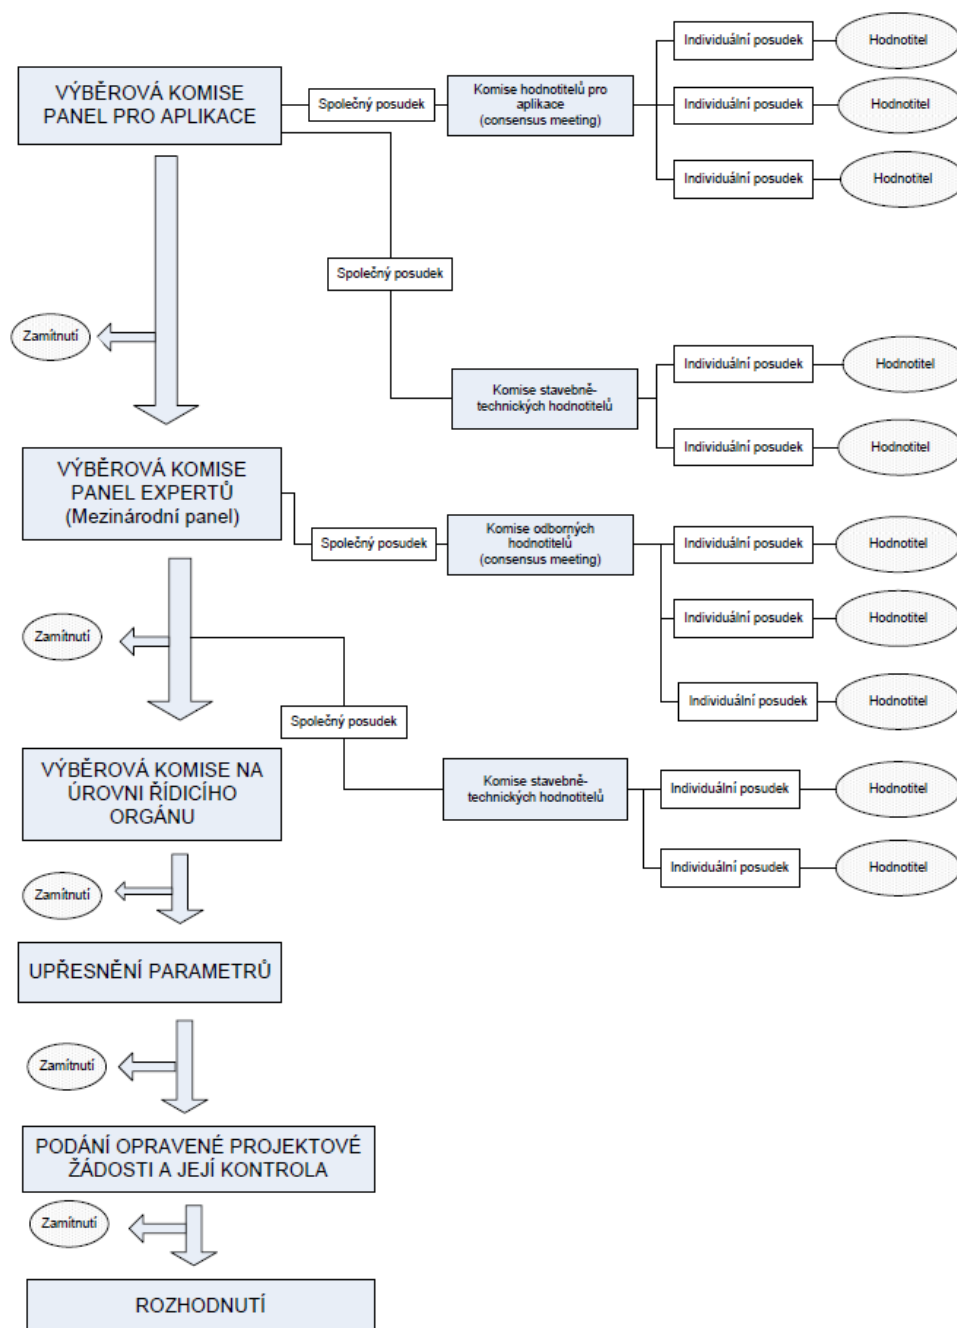 Individuální posudek
Hodnotitel
VÝBĚROVÁ KOMISE
PANEL PRO APLIKACE
Společný posudek
Komise hodnotitelů pro
aplikace
(consensus meeting)
Individuální posudek
Hodnotitel
Individuální posudek
Hodnotitel
Společný posudek
Zamítnutí
Komise stavebně-
technických hodnotitelů
Individuální posudek
Hodnotitel
Individuální posudek
Hodnotitel
VÝBĚROVÁ KOMISE
PANEL EXPERTŮ
(Mezinárodní panel)
Společný posudek
Komise odborných
hodnotitelů
(consensus meeting)
Individuální posudek
Hodnotitel
Individuální posudek
Hodnotitel
Individuální posudek
Hodnotitel
Zamítnutí
Společný posudek
VÝBĚROVÁ KOMISE NA
ÚROVNI ŘÍDICÍHO
ORGÁNU
Komise stavebně-
technických hodnotitelů
Individuální posudek
Hodnotitel
Individuální posudek
Hodnotitel
Zamítnutí
UPŘESNĚNÍ PARAMETRŮ
Zamítnutí
PODÁNÍ OPRAVENÉ PROJEKTOVÉ
ŽÁDOSTI A JEJÍ KONTROLA
Zamítnutí
ROZHODNUTÍ